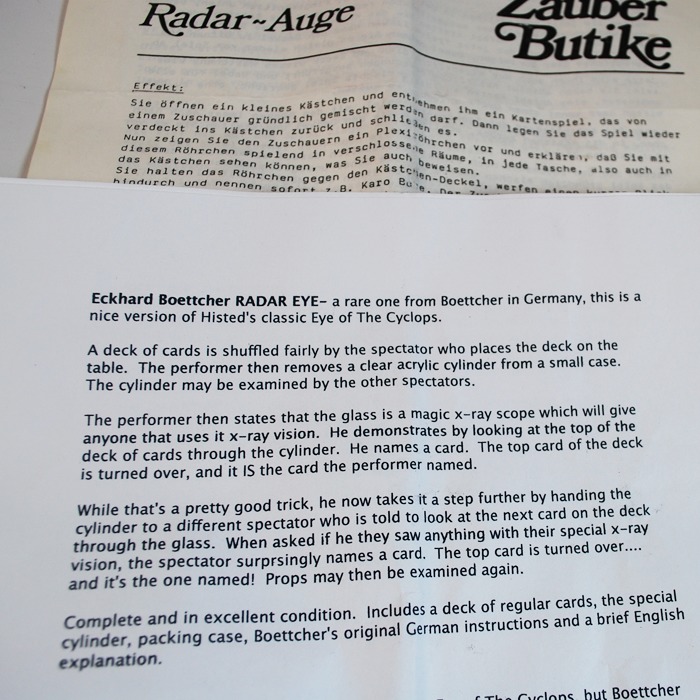 Radar~Auge
Zauber
Butike
Effekt:
Sie öffnen ein kleines Kästchen und entnehmen ihm ein Kartenspiel, das von
einem Zuschauer gründlich gemischt werden darf. Dann legen Sie das Spiel wieder
verdeckt ins Kästchen zurück und schließen es.
Nun zeigen Sie den Zuschauern ein Plexiröhrchen vor und erklären, daß Sie mit
diesem Röhrchen spielend in verschlossene Räume, in jede Tasche, also auch in
das Kästchen sehen können, was Sie auch beweisen.
Sie halten das Röhrchen gegen den Kästchen-Deckel, werfen einen
hindurch und nennen sofort z.B. Karo
Eckhard Boettcher RADAR EYE– a rare one from Boettcher in Germany, this is a
nice version of Histed's classic Eye of The Cyclops.
A deck of cards is shuffled fairly by the spectator who places the deck on the
table. The performer then removes a clear acrylic cylinder from a small case.
The cylinder may be examined by the other spectators.
The performer then states that the glass is a magic x-ray scope which will give
anyone that uses it x-ray vision. He demonstrates by looking at the top of the
deck of cards through the cylinder. He names a card. The top card of the deck
is turned over, and it IS the card the performer named.
While that's a pretty good trick, he now takes it a step further by handing the
cylinder to a different spectator who is told to look at the next card on the deck
through the glass. When asked if he they saw anything with their special x-ray
vision, the spectator surprsingly names a card. The top card is turned over....
and it's the one named! Props may then be examined again.
Complete and in excellent condition. Includes a deck of regular cards, the special
cylinder, packing case, Boettcher's original German instructions and a brief English
explanation.
of The Cyclops, but Boettcher